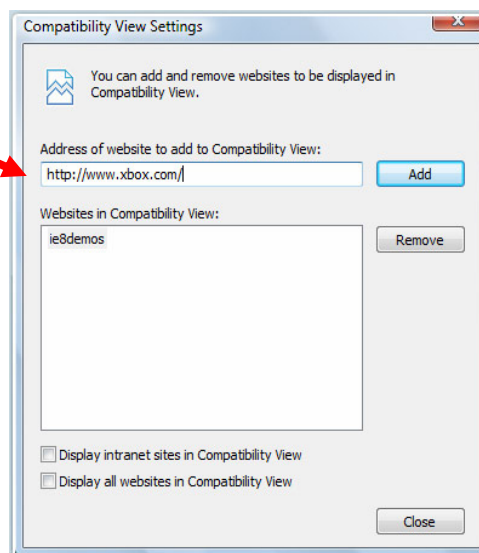 Compatibility View Settings
You can add and remove websites to be displayed in
Compatibility View.
Address of website to add to Compatibility View:
http://www.xbox.com/
Add
Websites in Compatibility View:
ie8demos
Remove
Display intranet sites in Compatibility View
Display all websites in Compatibility View
Close